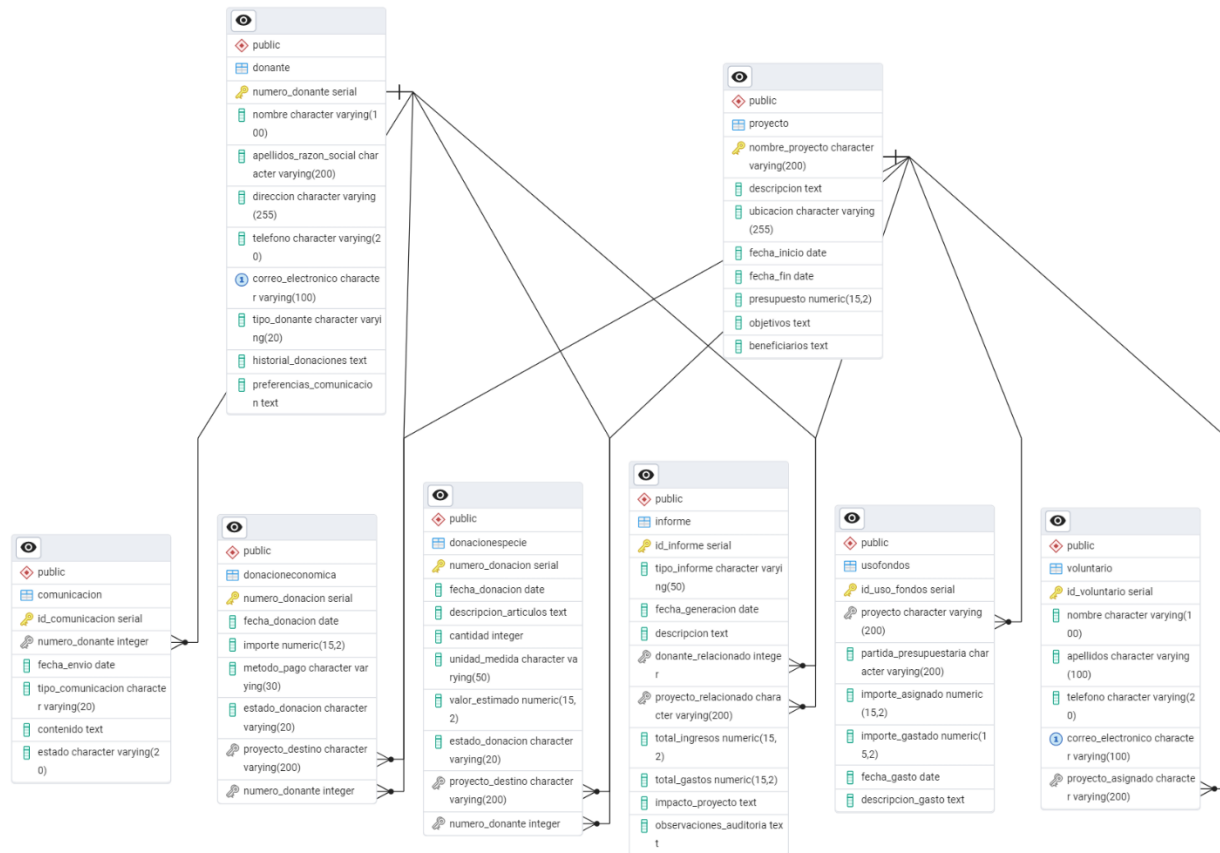 public
donante
numero_donante serial
nombre character varying(1
00)
apellidos_razon_social char
acter varying(200)
direccion character varying
(255)
telefono character varying(2
0)
1
correo_electronico characte
r varying(100)
tipo_donante character varyi
ng(20)
historial_donaciones text
preferencias_comunicacio
n text
public
proyecto
nombre_proyecto character
varying(200)
descripcion text
ubicacion character varying
(255)
fecha_inicio date
fecha_fin date
presupuesto numeric(15,2)
objetivos text
beneficiarios text
public
comunicacion
id_comunicacion serial
numero_donante integer
fecha_envio date
tipo_comunicacion characte
r varying(20)
contenido text
estado character varying(2
0)
public
donacioneconomica
numero_donacion serial
fecha_donacion date
importe numeric(15,2)
metodo_pago character var
ying(30)
estado_donacion character
varying(20)
proyecto_destino character
varying(200)
numero_donante integer
public
donacionespecie
numero_donacion serial
fecha_donacion date
descripcion_articulos text
cantidad integer
unidad_medida character va
rying(50)
valor_estimado numeric(15,
2)
estado_donacion character
varying(20)
proyecto_destino character
varying(200)
numero_donante integer
public
informe
id_informe serial
tipo_informe character varyi
ng(50)
fecha_generacion date
descripcion text
donante_relacionado intege
r
proyecto_relacionado chara
cter varying(200)
total_ingresos numeric(15,
2)
total_gastos numeric(15,2)
impacto_proyecto text
observaciones_auditoria tex
t
public
usofondos
id_uso_fondos serial
proyecto character varying
(200)
partida_presupuestaria char
acter varying(200)
importe_asignado numeric
(15,2)
importe_gastado numeric(1
5,2)
fecha_gasto date
descripcion_gasto text
public
voluntario
id_voluntario serial
nombre character varying(1
00)
apellidos character varying
(100)
telefono character varying(2
0)
1
correo_electronico characte
r varying(100)
proyecto_asignado characte
r varying(200)